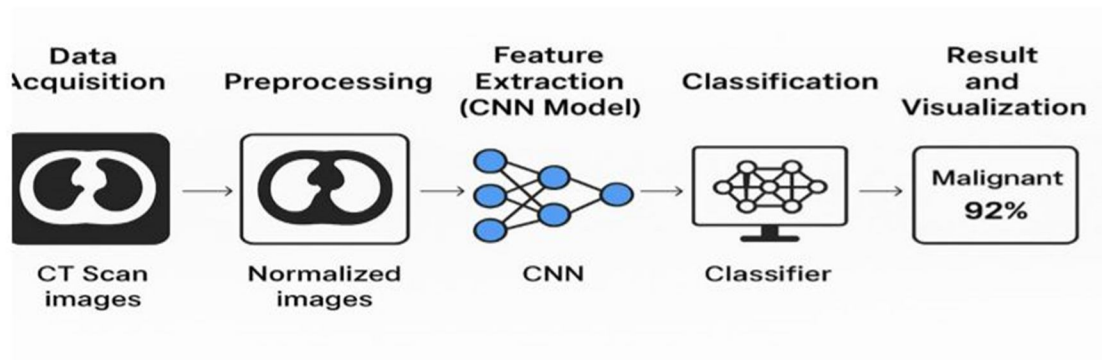 Data
Acquisition
Preprocessing
Feature
Extraction
(CNN Model)
Classification
Result
and
Visualization
Malignant
92%
CT Scan
images
Normalized
images
CNN
Classifier